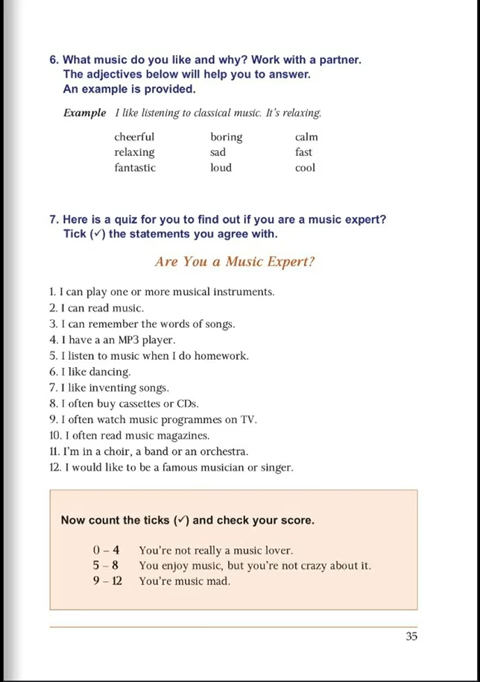 6. What music do you like and why? Work with a partner.
The adjectives below will help you to answer.
An example is provided.
Example I like listening to classical music. It's relaxing.
cheerful boring calm
relaxing sad fast
fantastic loud cool
7. Here is a quiz for you to find out if you are a music expert?
Tick (✓) the statements you agree with.
Are You a Music Expert?
1. I can play one or more musical instruments.
2. I can read music.
3. I can remember the words of songs.
4. I have a an MP3 player.
5. I listen to music when I do homework.
6. I like dancing.
7. I like inventing songs.
8. I often buy cassettes or CDs.
9. I often watch music programmes on TV.
10. I often read music magazines.
11. I'm in a choir, a band or an orchestra.
12. I would like to be a famous musician or singer.
Now count the ticks (✓) and check your score.
0 – 4 You're not really a music lover.
5 – 8 You enjoy music, but you're not crazy about it.
9 – 12 You're music mad.
35